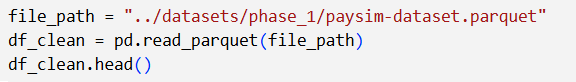 file_path = "../datasets/phase_1/paysim-dataset.parquet"
df_clean = pd.read_parquet(file_path)
df_clean.head()